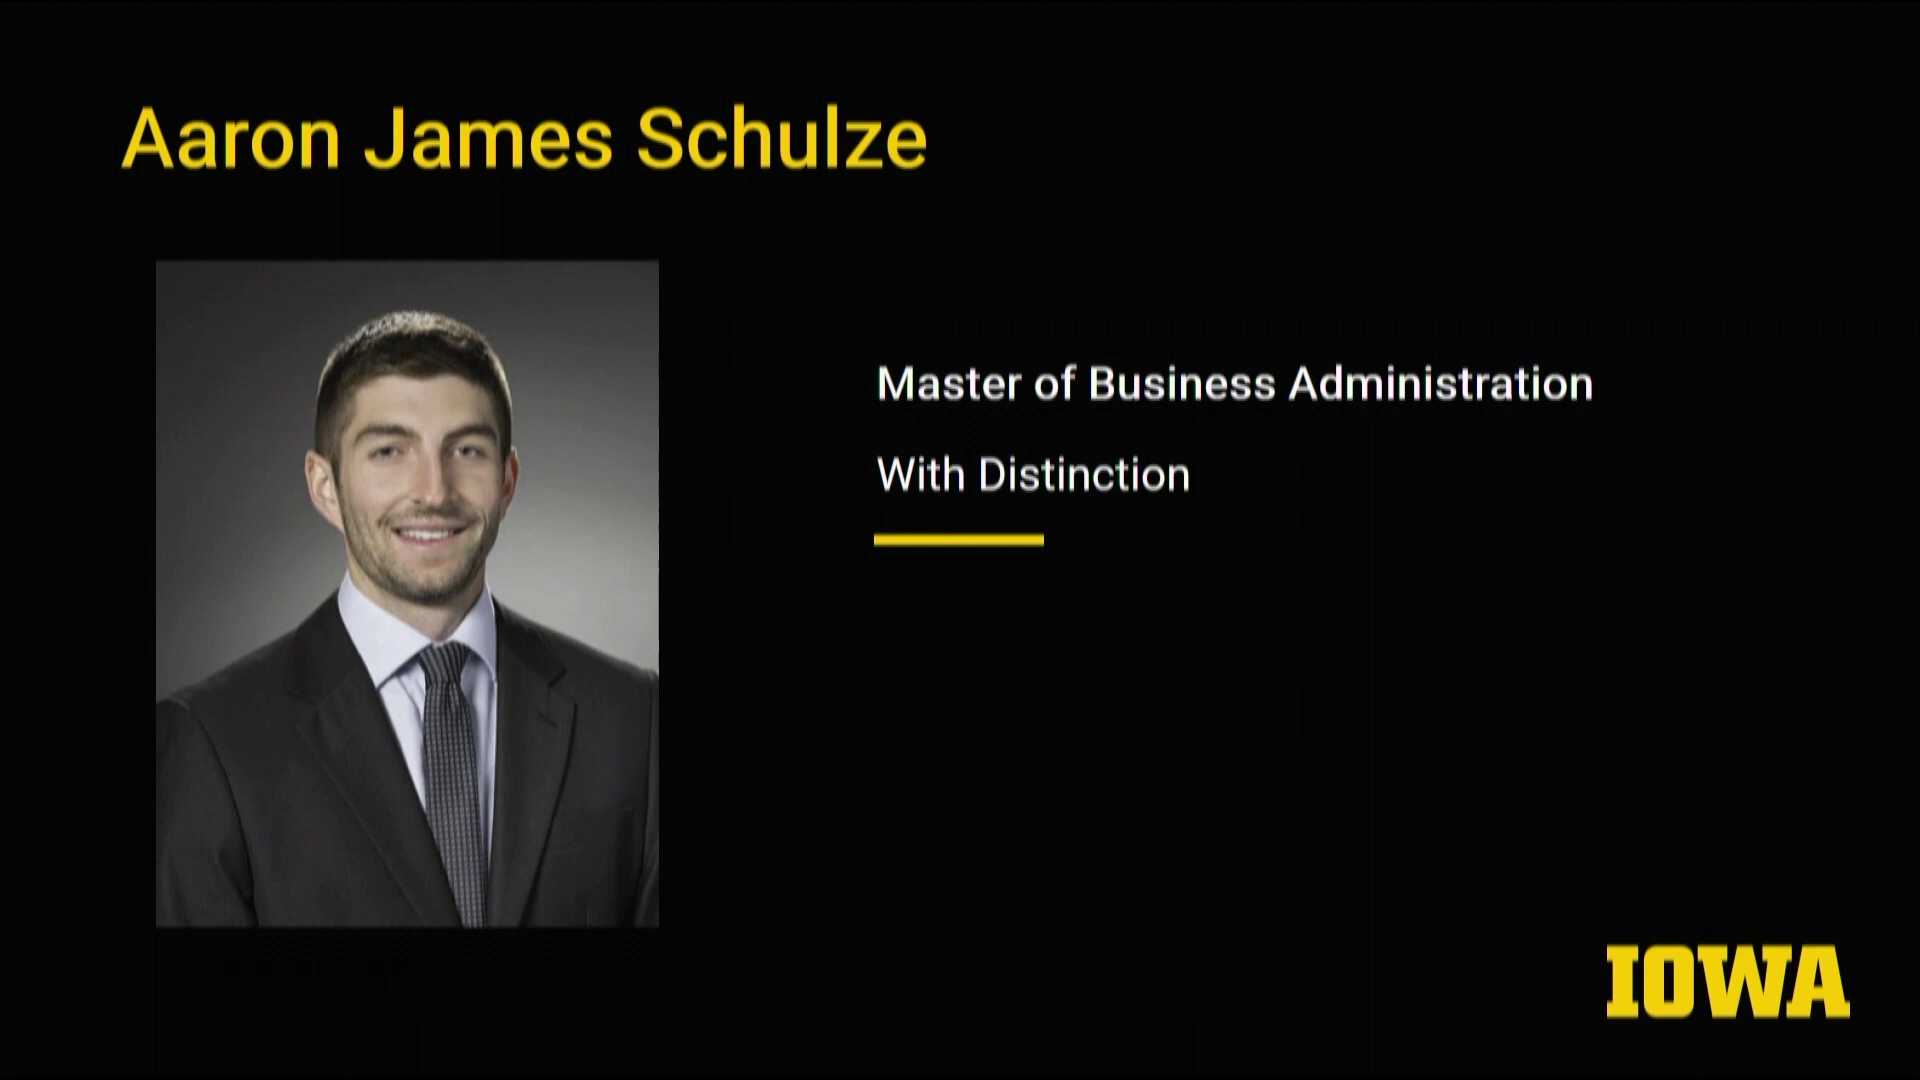 Aaron James Schulze
Master of Business Administration
With Distinction
IOWA